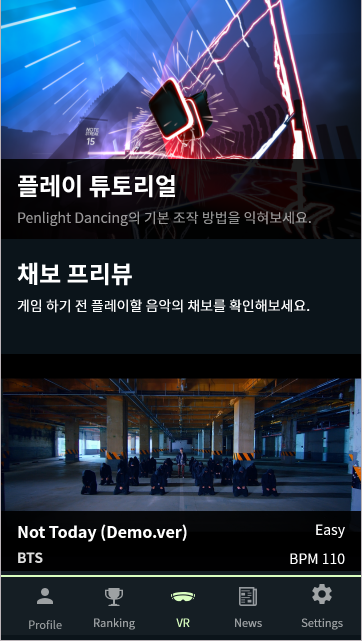 NOTE
STREAK
15
플레이 튜토리얼
Penlight Dancing의 기본 조작 방법을 익혀보세요.
채보 프리뷰
게임 하기 전 플레이할 음악의 채보를 확인해보세요.
Not Today (Demo.ver)
Easy
BTS
BPM 110
Profile
Ranking
VR
News
Settings